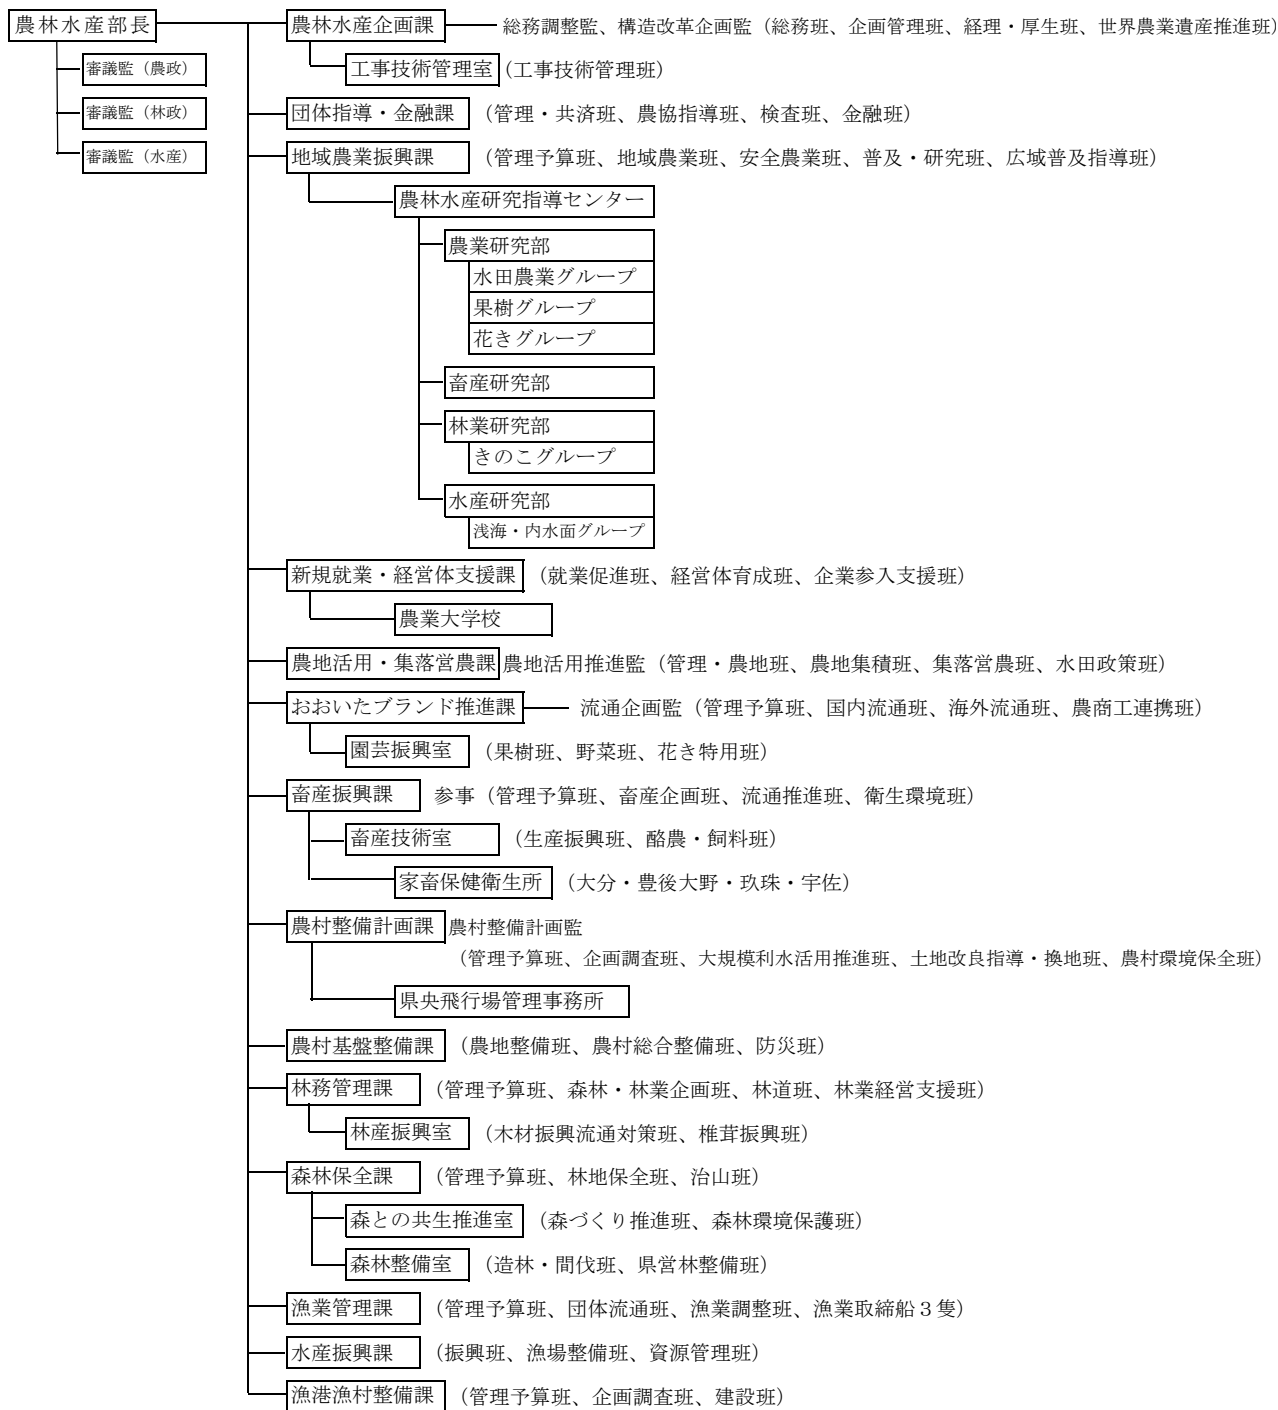 農林水産部長 農林水産企画課 総務調整監、構造改革企画監（総務班、企画管理班、経理・厚生班、世界農業遺産推進班）
審議監（農政） 工事技術管理室（工事技術管理班）
審議監（林政） 団体指導・金融課 （管理・共済班、農協指導班、検査班、金融班）
審議監（水産） 地域農業振興課 （管理予算班、地域農業班、安全農業班、普及・研究班、広域普及指導班）
農林水産研究指導センター
農業研究部
水田農業グループ
果樹グループ
花きグループ
畜産研究部
林業研究部
きのこグループ
水産研究部
浅海・内水面グループ
新規就業・経営体支援課 （就業促進班、経営体育成班、企業参入支援班）
農業大学校
農地活用・集落営農課 農地活用推進監（管理・農地班、農地集積班、集落営農班、水田政策班）
おおいたブランド推進課 流通企画監（管理予算班、国内流通班、海外流通班、農商工連携班）
園芸振興室 （果樹班、野菜班、花き特用班）
畜産振興課 参事（管理予算班、畜産企画班、流通推進班、衛生環境班）
畜産技術室 （生産振興班、酪農・飼料班）
家畜保健衛生所 （大分・豊後大野・玖珠・宇佐）
農村整備計画課 農村整備計画監
（管理予算班、企画調査班、大規模利水活用推進班、土地改良指導・換地班、農村環境保全班）
県央飛行場管理事務所
農村基盤整備課 （農地整備班、農村総合整備班、防災班）
林務管理課 （管理予算班、森林・林業企画班、林道班、林業経営支援班）
林産振興室 （木材振興流通対策班、椎茸振興班）
森林保全課 （管理予算班、林地保全班、治山班）
森との共生推進室 （森づくり推進班、森林環境保護班）
森林整備室 （造林・間伐班、県営林整備班）
漁業管理課 （管理予算班、団体流通班、漁業調整班、漁業取締船３隻）
水産振興課 （振興班、漁場整備班、資源管理班）
漁港漁村整備課 （管理予算班、企画調査班、建設班）